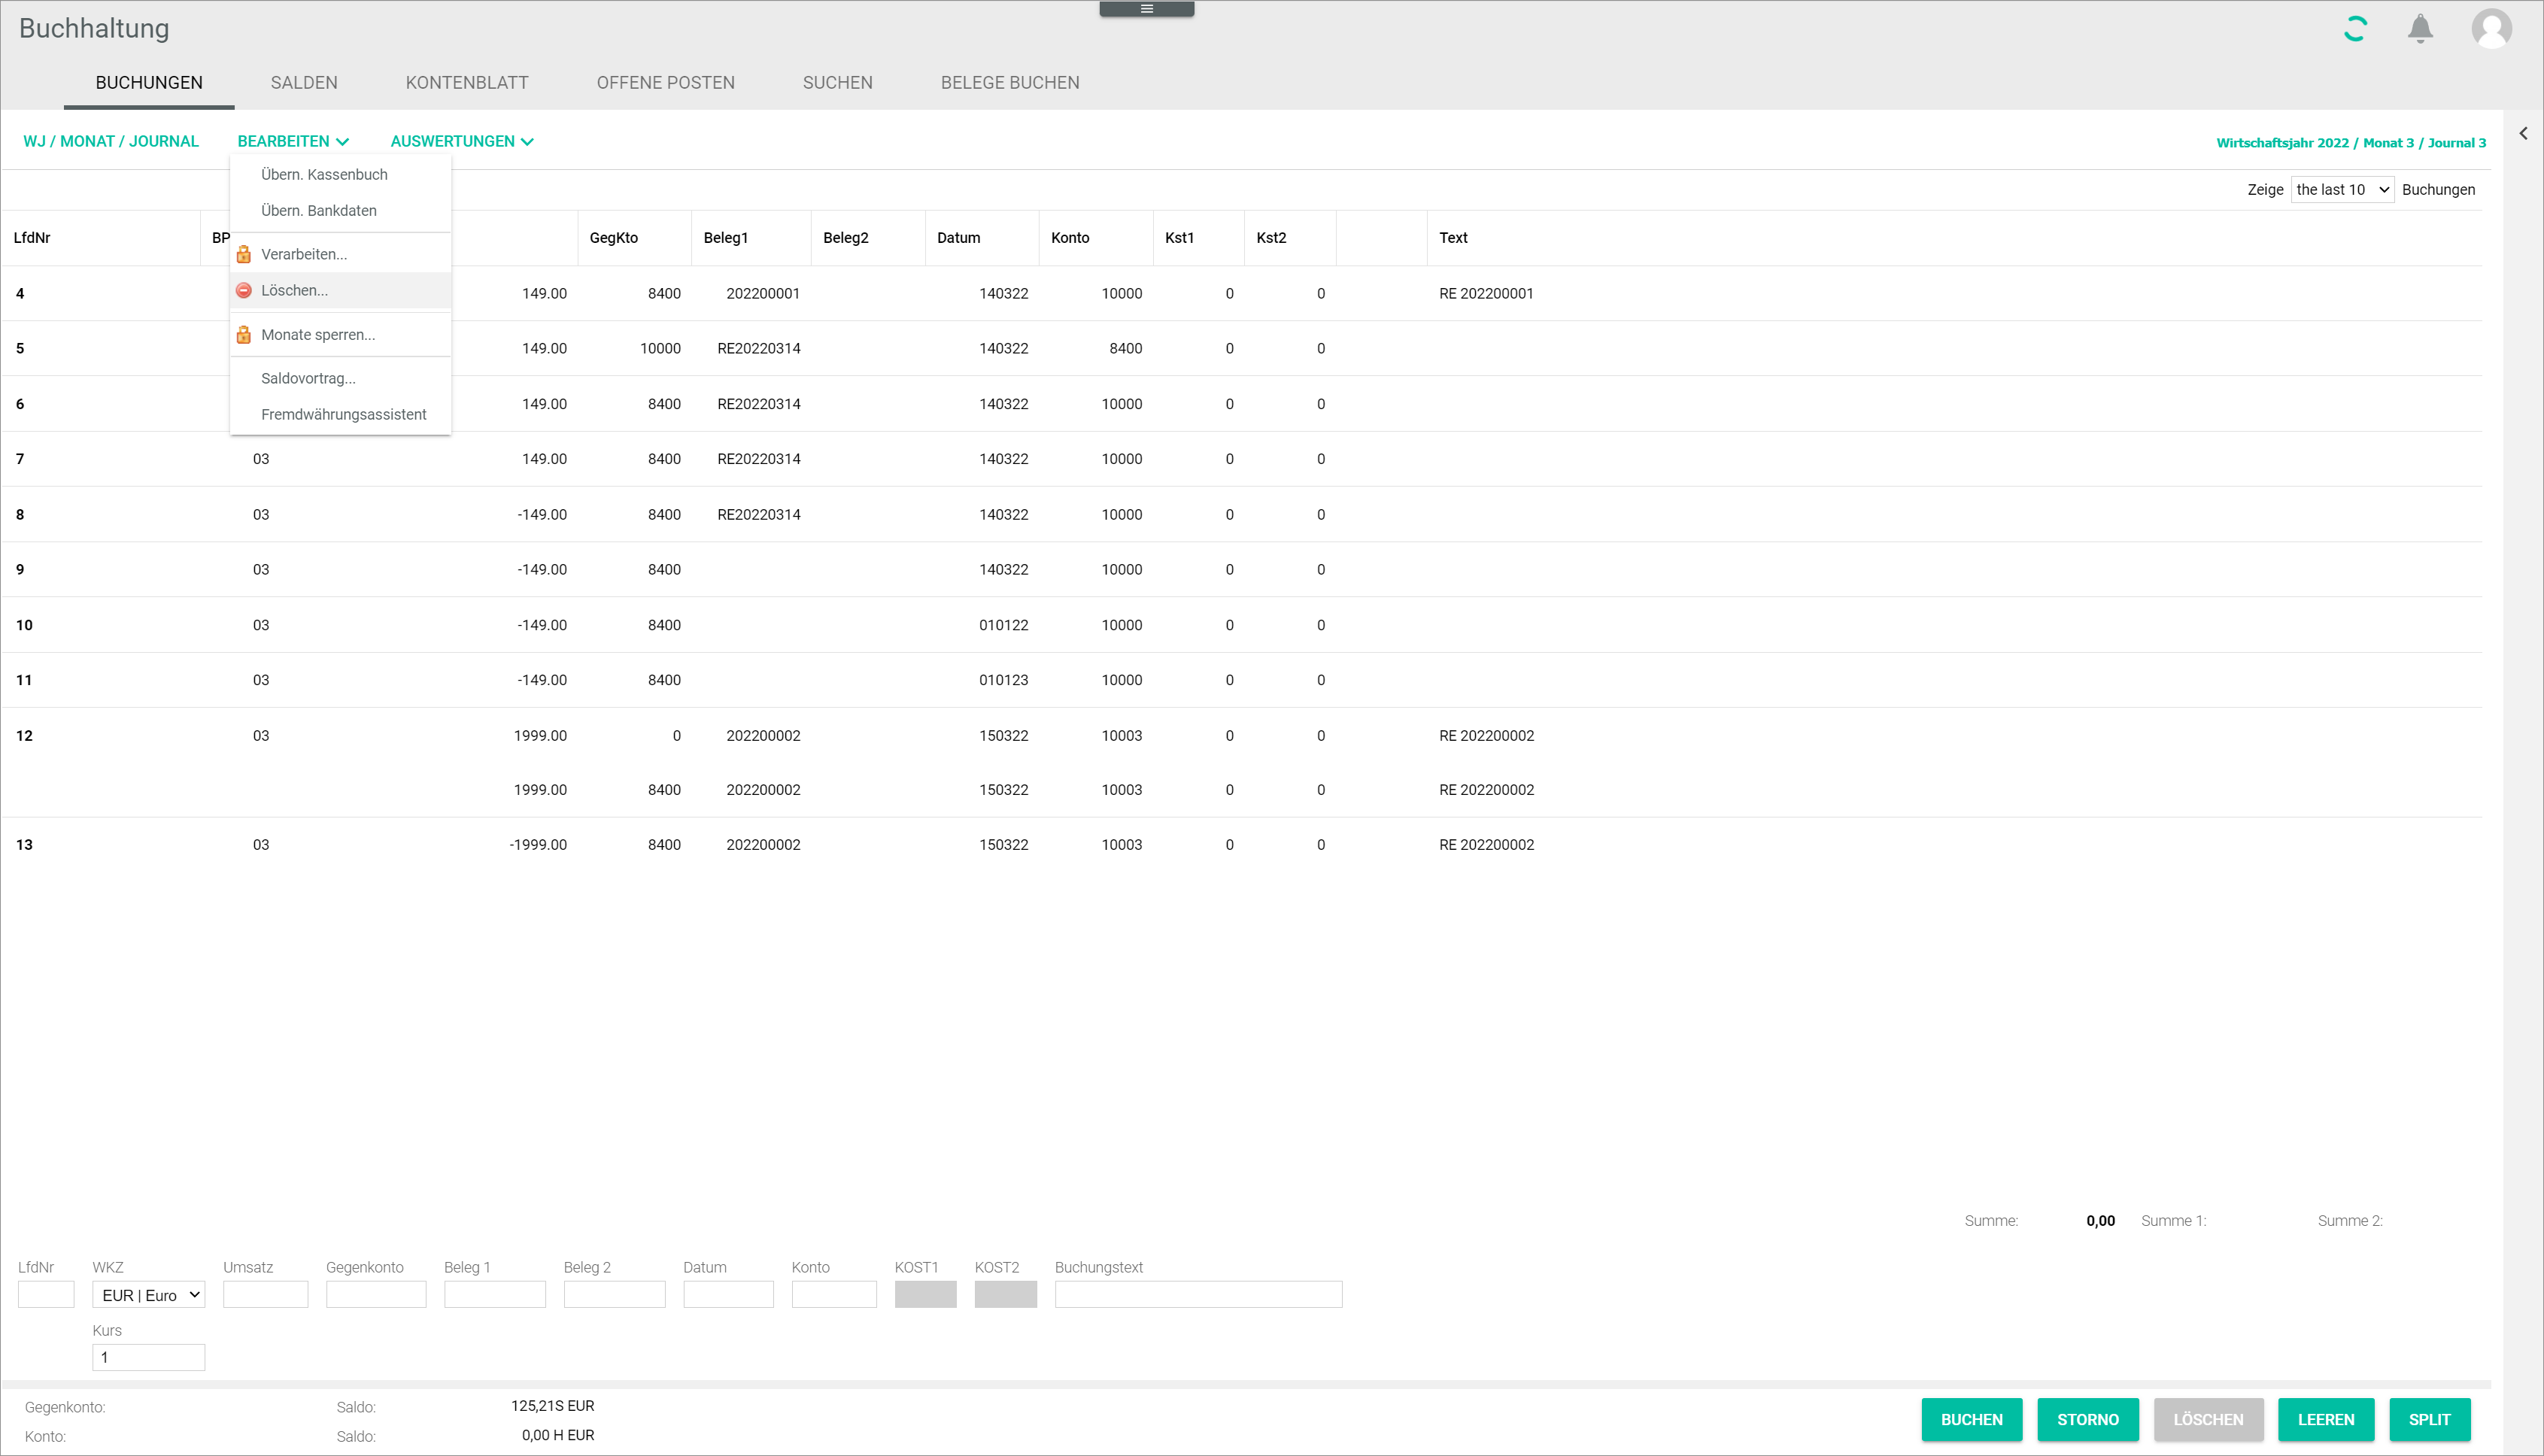 Buchhaltung
BUCHUNGEN SALDEN KONTENBLATT OFFENE POSTEN SUCHEN BELEGE BUCHEN
WJ / MONAT / JOURNAL BEARBEITEN AUSWERTUNGEN Wirtschaftsjahr 2022 / Monat 3 / Journal 3
Übern. Kassenbuch
Übern. Bankdaten
Verarbeiten...
Löschen...
Monate sperren...
Saldovortrag...
Fremdwährungsassistent
Zeige the last 10 Buchungen
LfdNr BP GegKto Beleg1 Beleg2 Datum Konto Kst1 Kst2 Text
4 149.00 8400 202200001 140322 10000 0 0 RE 202200001
5 149.00 10000 RE20220314 140322 8400 0 0
6 149.00 8400 RE20220314 140322 10000 0 0
7 03 149.00 8400 RE20220314 140322 10000 0 0
8 03 -149.00 8400 RE20220314 140322 10000 0 0
9 03 -149.00 8400 140322 10000 0 0
10 03 -149.00 8400 010122 10000 0 0
11 03 -149.00 8400 010123 10000 0 0
12 03 1999.00 0 202200002 150322 10003 0 0 RE 202200002
1999.00 8400 202200002 150322 10003 0 0 RE 202200002
13 03 -1999.00 8400 202200002 150322 10003 0 0 RE 202200002
Summe: 0,00 Summe 1: Summe 2:
LfdNr WKZ Umsatz Gegenkonto Beleg 1 Beleg 2 Datum Konto KOST1 KOST2 Buchungstext
EUR | Euro
Kurs
1
Gegenkonto: Saldo: 125,21S EUR
Konto: Saldo: 0,00 H EUR
BUCHEN STORNO LÖSCHEN LEEREN SPLIT